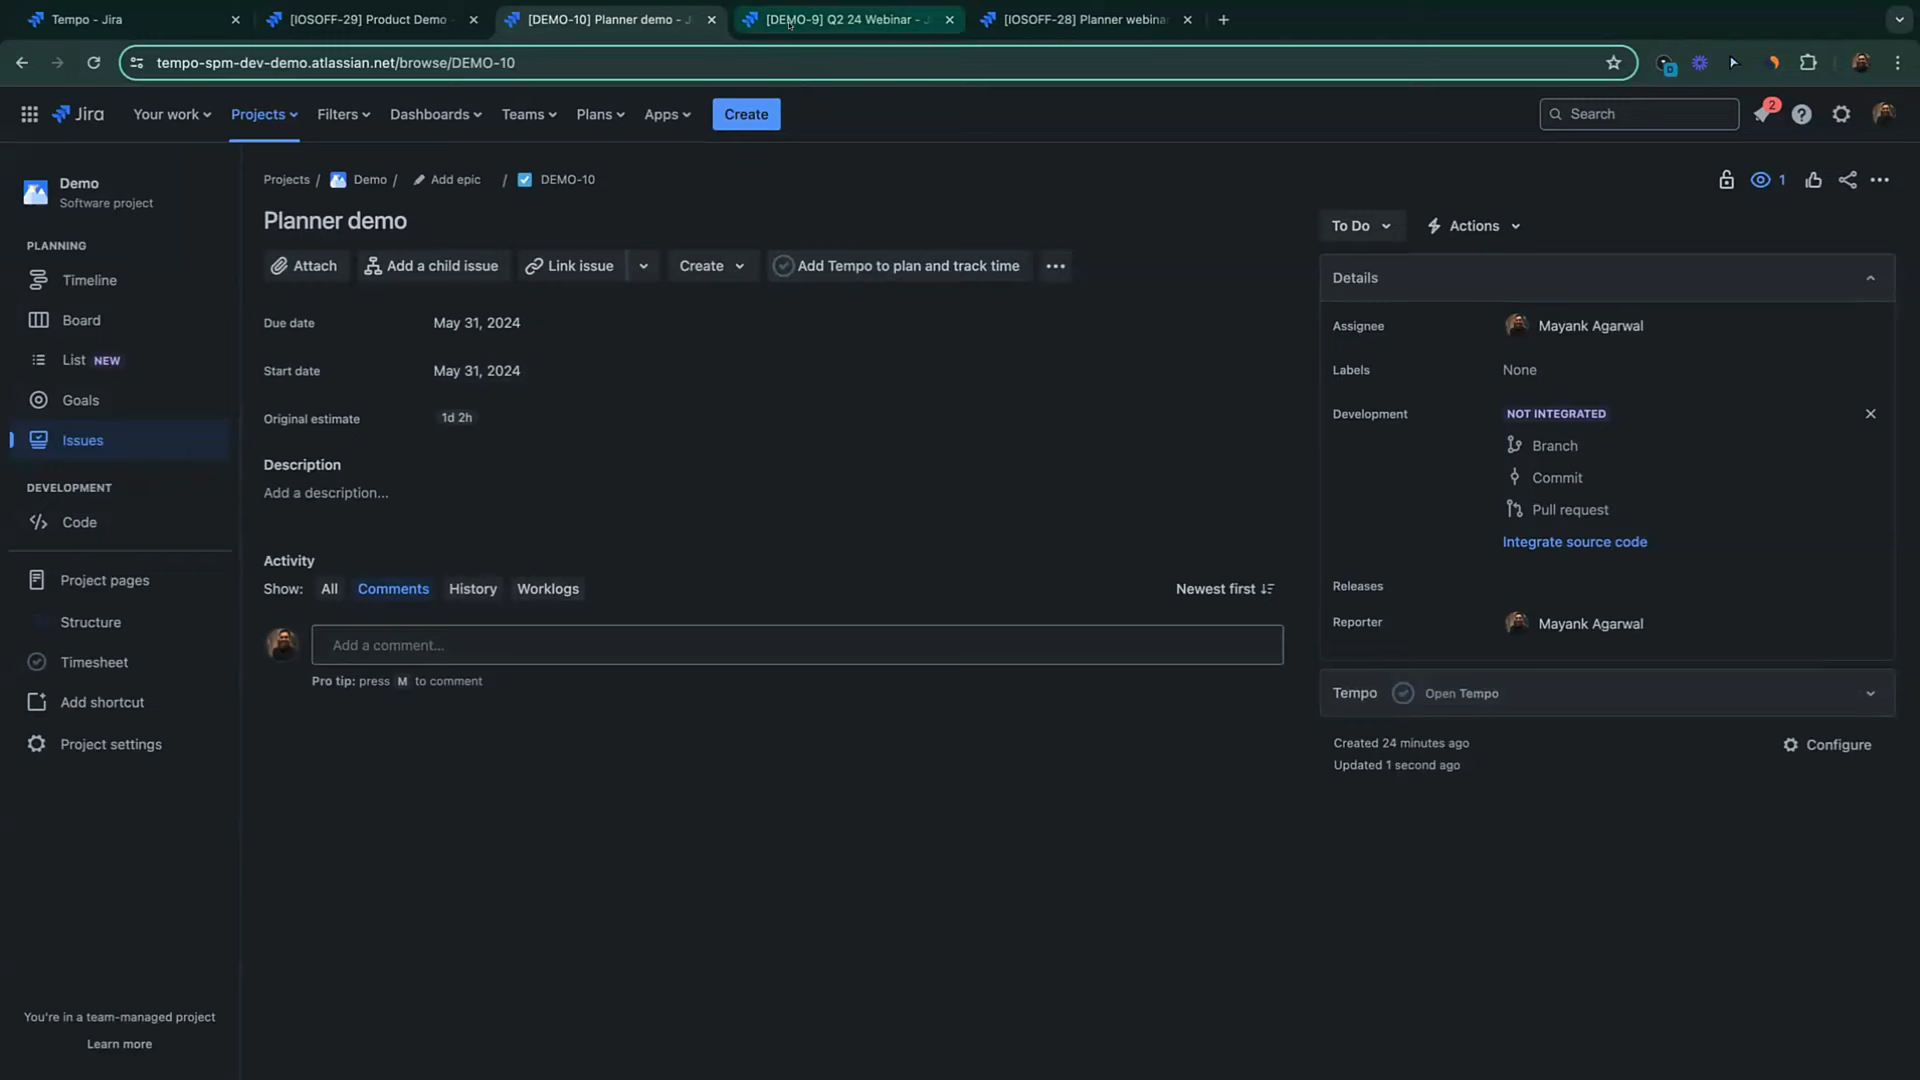 Tempo - Jira
[IOSOFF-29] Product Demo -
[DEMO-10] Planner demo - J
[DEMO-9] Q2 24 Webinar - J
[IOSOFF-28] Planner webinar
tempo-spm-dev-demo.atlassian.net/browse/DEMO-10
Jira
Your work
Projects
Filters
Dashboards
Teams
Plans
Apps
Create
Search
2
Demo
Software project
PLANNING
Timeline
Board
List NEW
Goals
Issues
DEVELOPMENT
Code
Project pages
Structure
Timesheet
Add shortcut
Project settings
You're in a team-managed project
Learn more
Projects / Demo / Add epic / DEMO-10
1
Planner demo
Attach
Add a child issue
Link issue
Create
Add Tempo to plan and track time
Due date May 31, 2024
Start date May 31, 2024
Original estimate 1d 2h
Description
Add a description...
Activity
Show: All Comments History Worklogs
Newest first
Add a comment...
Pro tip: press M to comment
To Do
Actions
Details
Assignee Mayank Agarwal
Labels None
Development NOT INTEGRATED
Branch
Commit
Pull request
Integrate source code
Releases
Reporter Mayank Agarwal
Tempo Open Tempo
Created 24 minutes ago
Updated 1 second ago
Configure